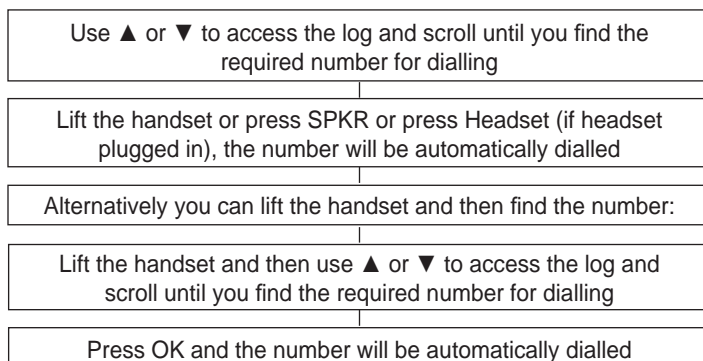 Use ▲ or ▼ to access the log and scroll until you find the
required number for dialling
Lift the handset or press SPKR or press Headset (if headset
plugged in), the number will be automatically dialled
Alternatively you can lift the handset and then find the number:
Lift the handset and then use ▲ or ▼ to access the log and
scroll until you find the required number for dialling
Press OK and the number will be automatically dialled